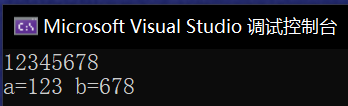 Microsoft Visual Studio 调试控制台
12345678
a=123 b=678